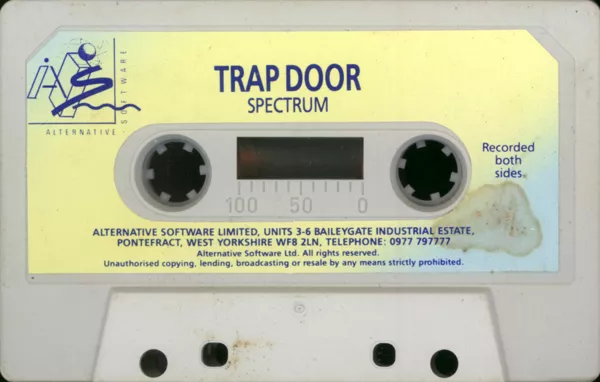 iAS
SOFTWARE
ALTERNATIVE
TRAP DOOR
SPECTRUM
Recorded
both
sides.
100 50 0
ALTERNATIVE SOFTWARE LIMITED, UNITS 3-6 BAILEYGATE INDUSTRIAL ESTATE,
PONTEFRACT, WEST YORKSHIRE WF8 2LN, TELEPHONE: 0977 797777
Alternative Software Ltd. All rights reserved.
Unauthorised copying, lending, broadcasting or resale by any means strictly prohibited.